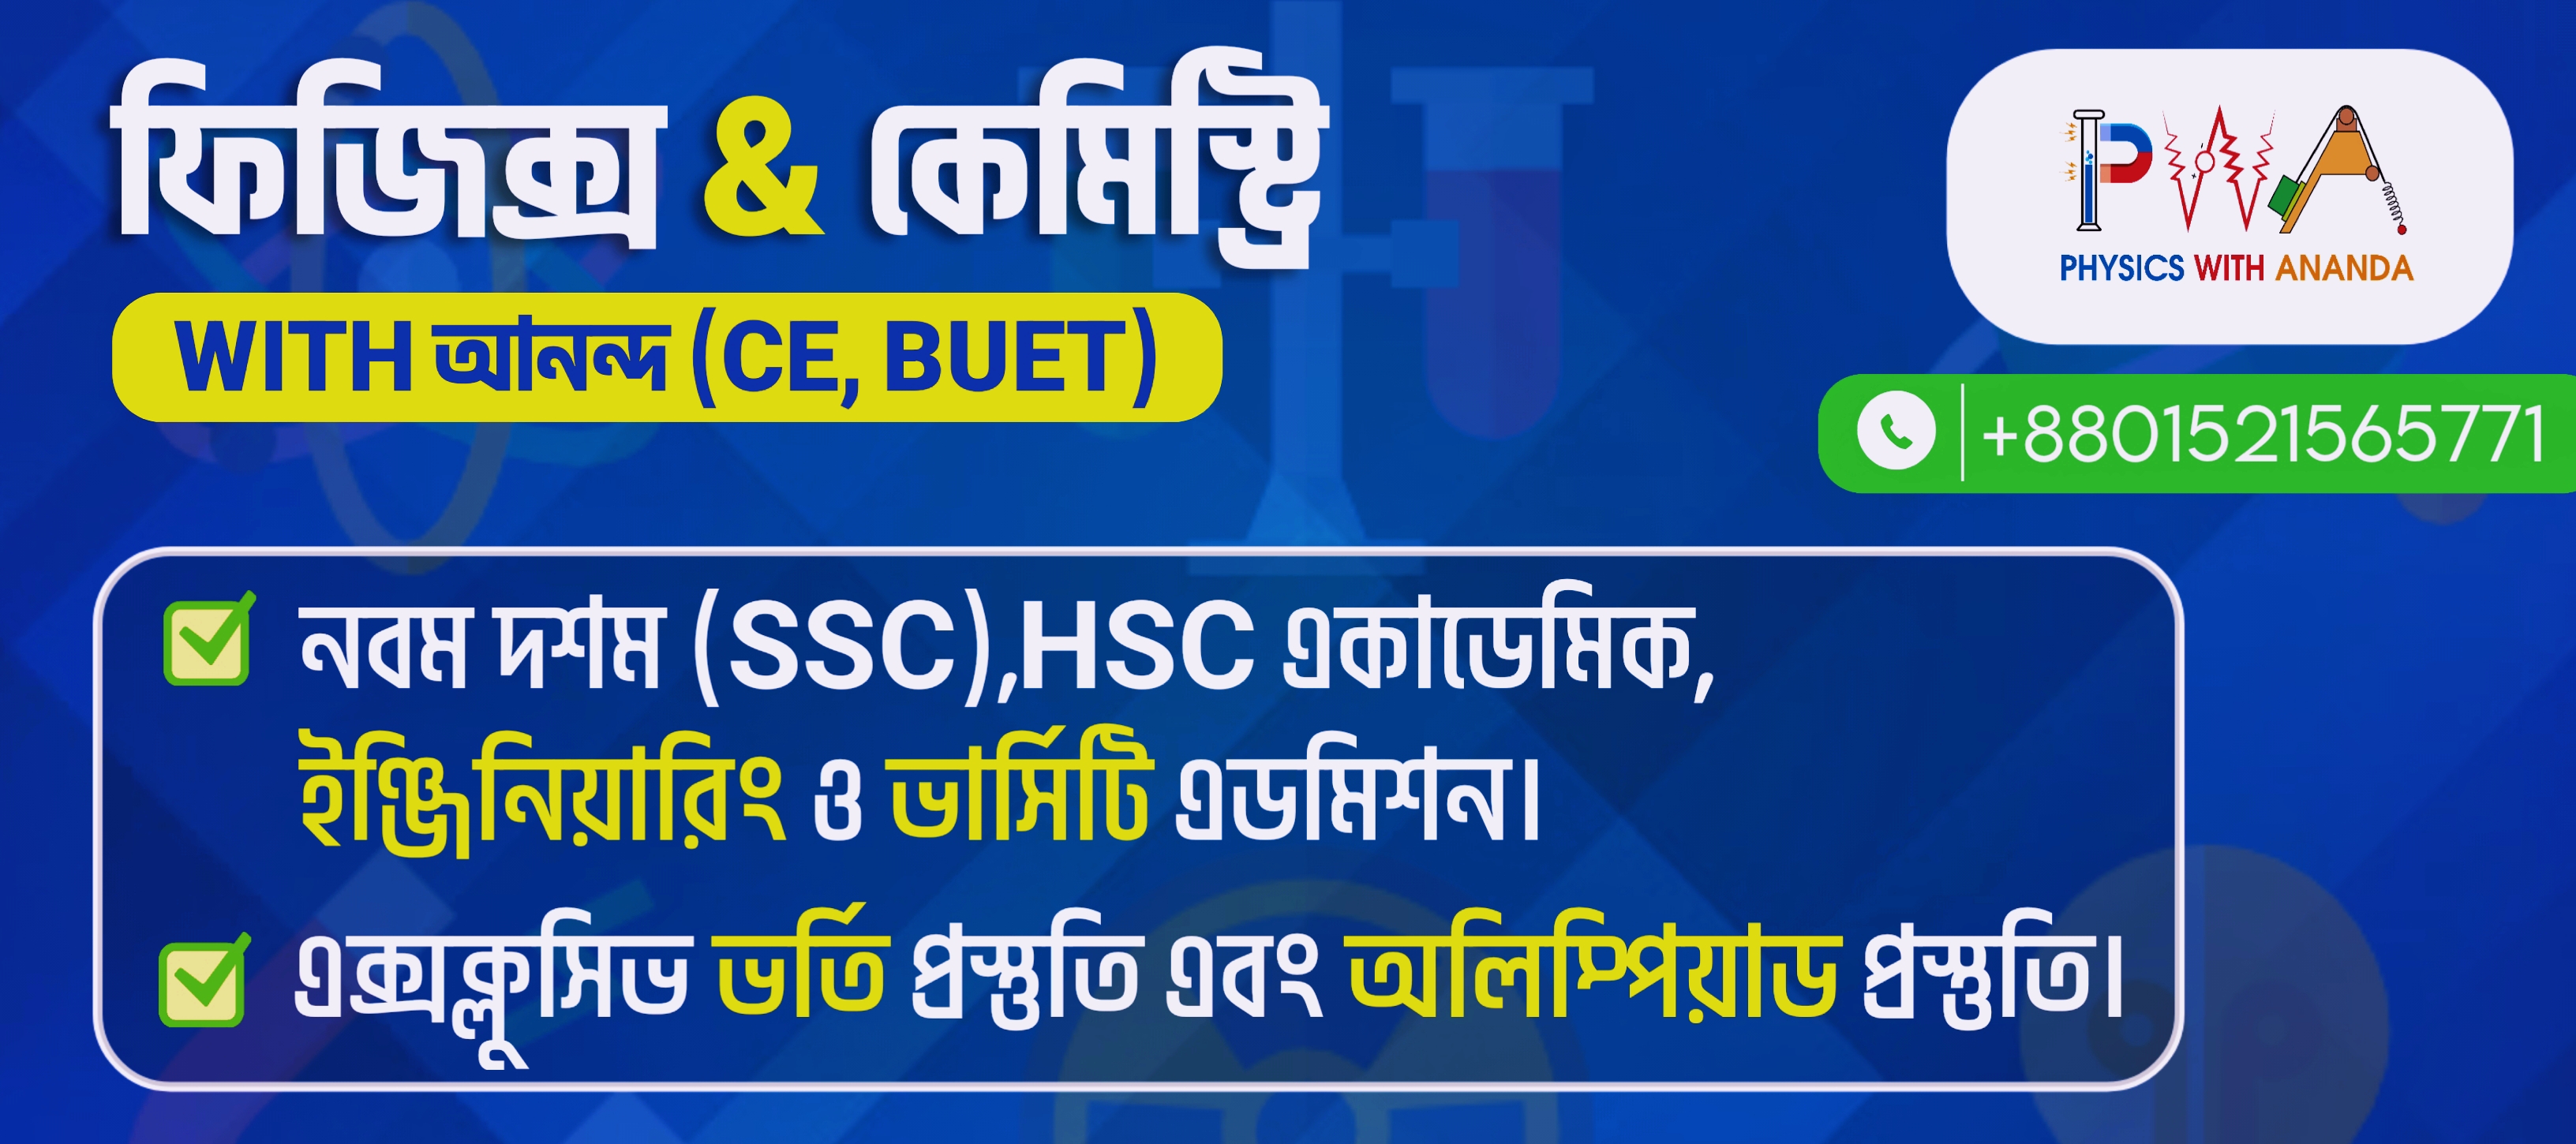 ফিজিক্স & কেমিস্ট্রি
WITH আনন্দ (CE, BUET)
PWA
PHYSICS WITH ANANDA
+8801521565771
নবম দশম (SSC),HSC একাডেমিক,
ইঞ্জিনিয়ারিং ও ভার্সিটি এডমিশন।
এক্সক্লুসিভ ভর্তি প্রস্তুতি এবং অলিম্পিয়াড প্রস্তুতি।